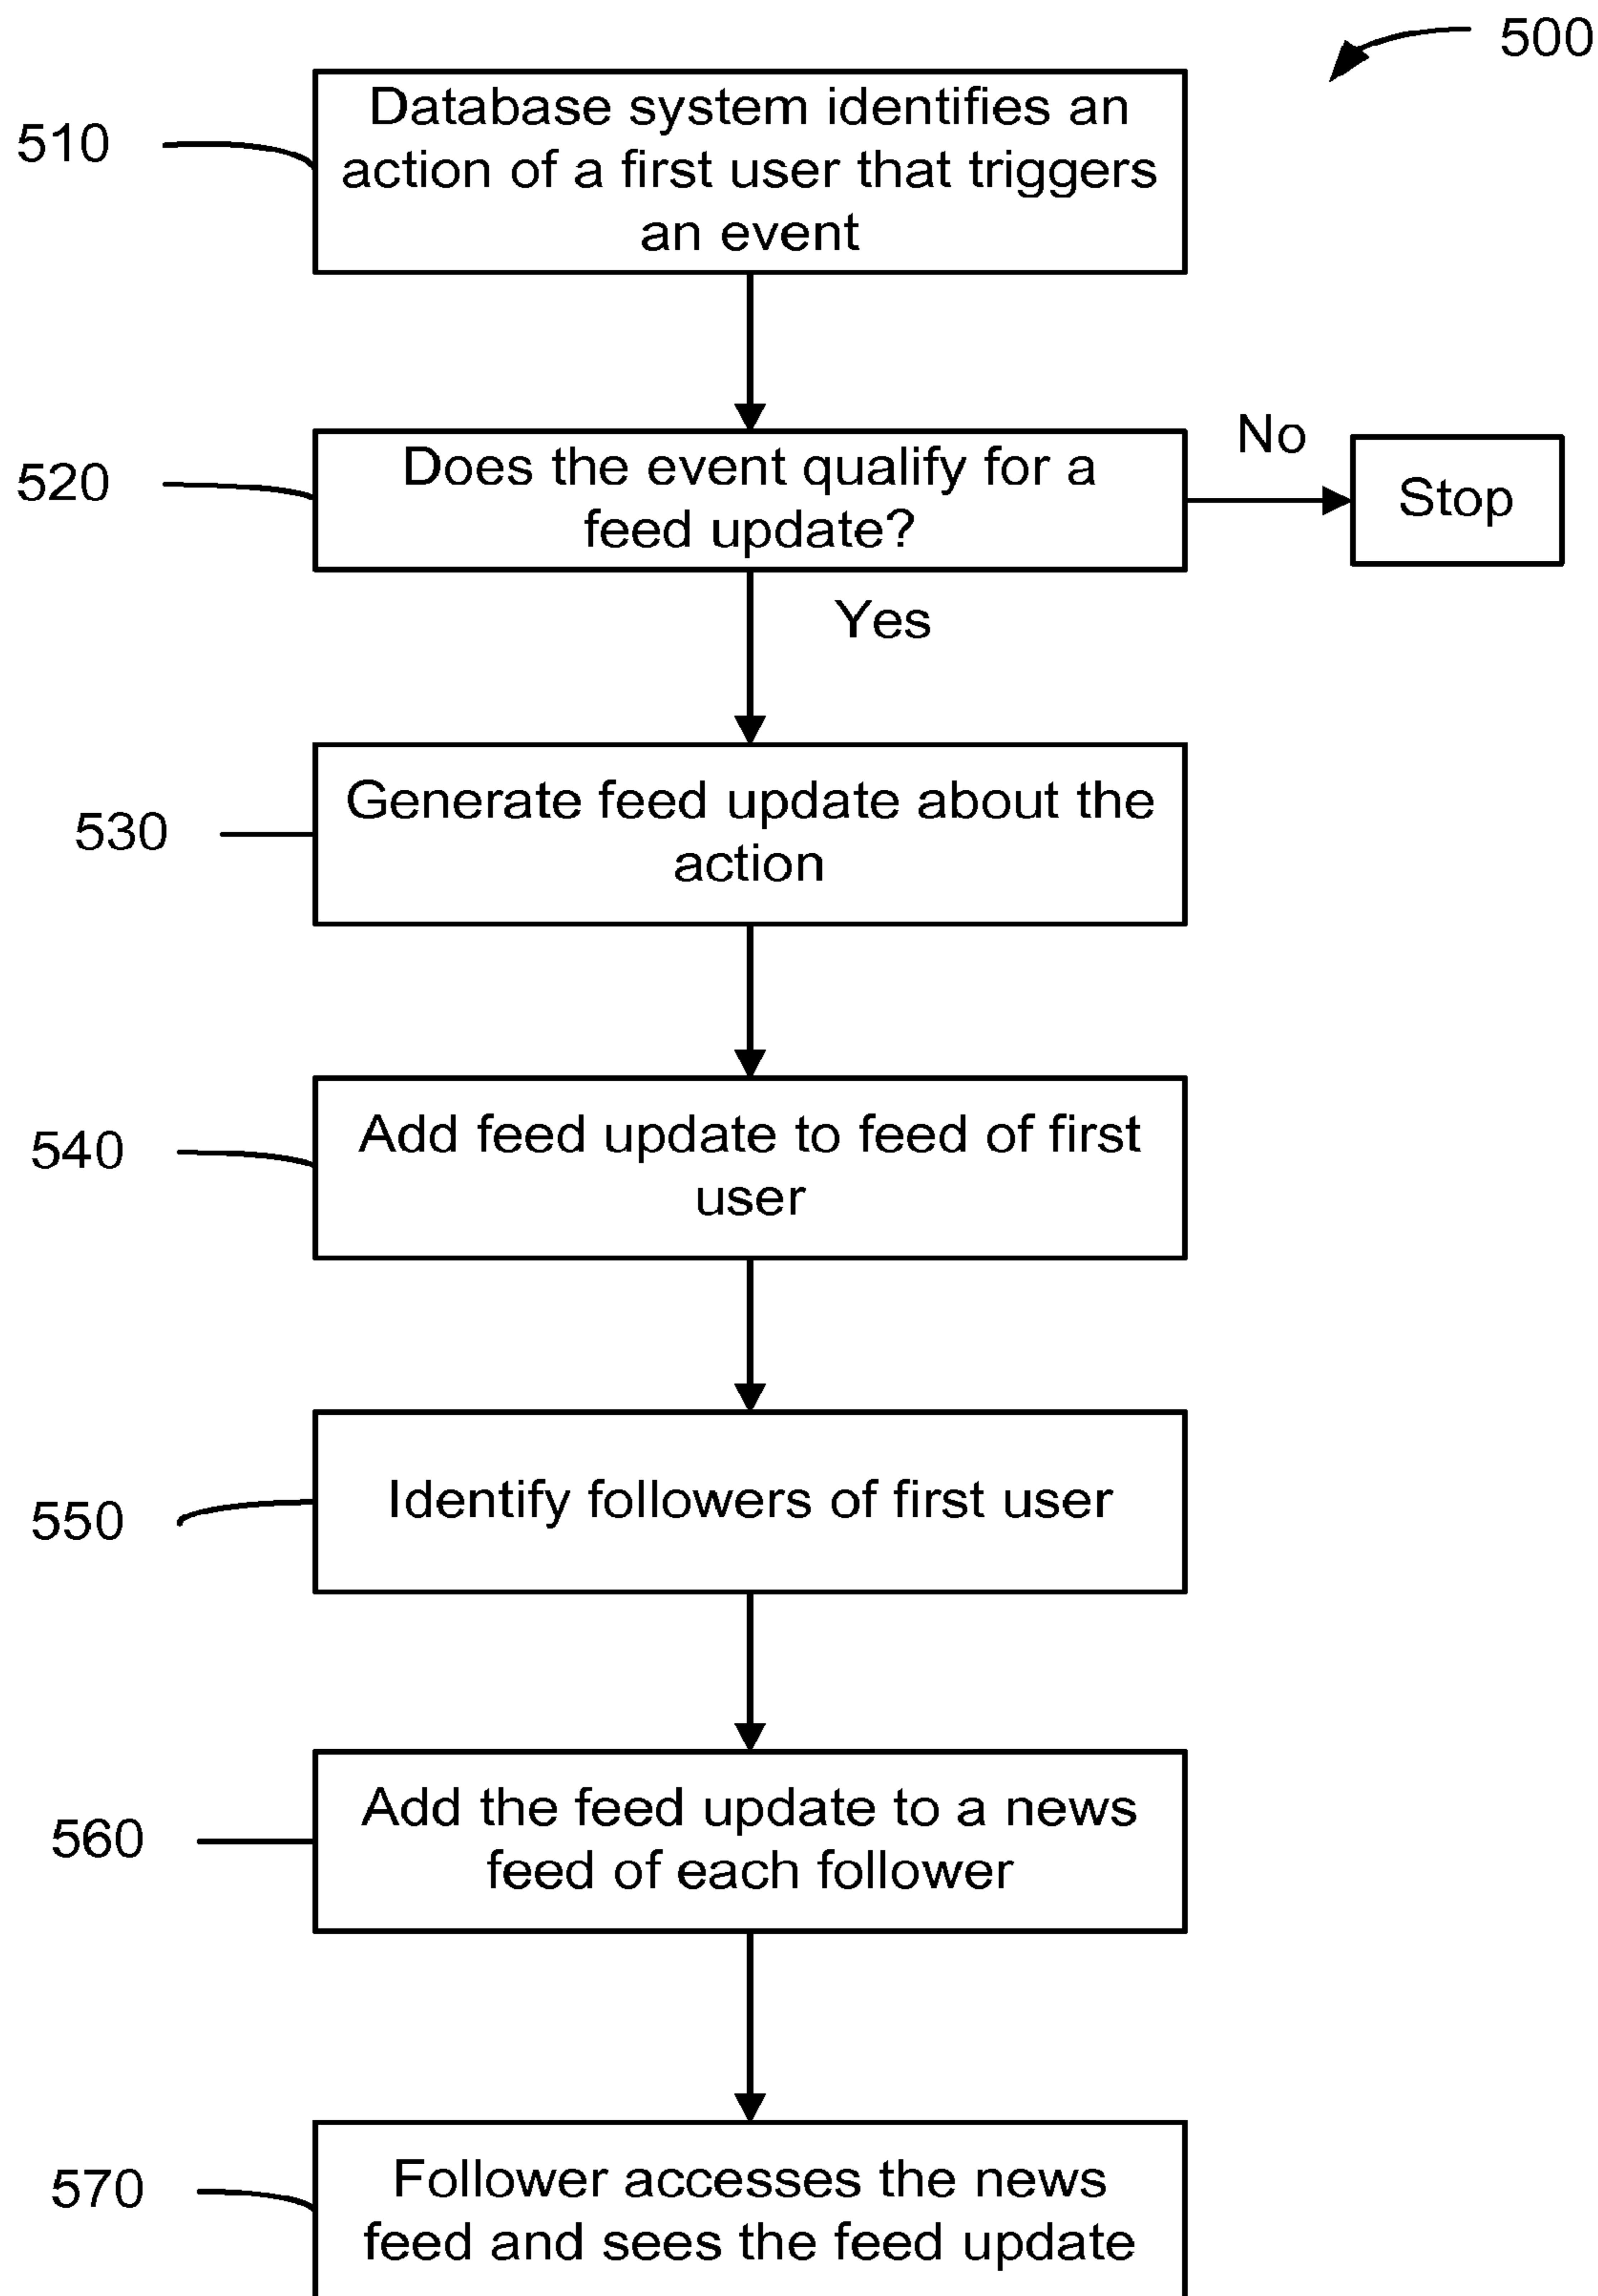 500
510
Database system identifies an
action of a first user that triggers
an event
520
Does the event qualify for a
feed update?
No
Stop
Yes
530
Generate feed update about the
action
540
Add feed update to feed of first
user
550
Identify followers of first user
560
Add the feed update to a news
feed of each follower
570
Follower accesses the news
feed and sees the feed update